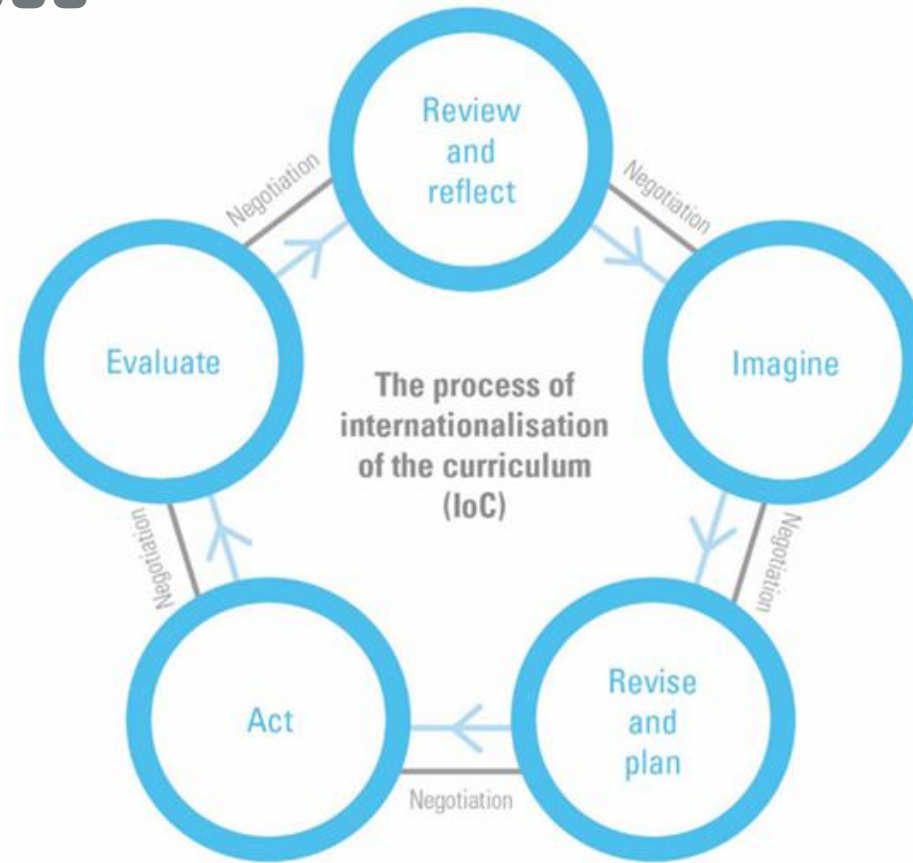 Review
and
reflect
Negotiation
Negotiation
Evaluate
Imagine
The process of
internationalisation
of the curriculum
(IoC)
Negotiation
Negotiation
Act
Revise
and
plan
Negotiation